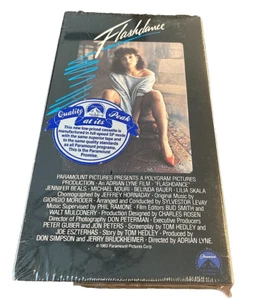 Flashdance
Quality at its Peak
This new low-priced cassette is
manufactured in full-speed SP mode
with the same superior materials and
to the same quality standards
as all Paramount programs.
This is the Paramount
Promise.
PARAMOUNT PICTURES PRESENTS A POLYGRAM PICTURES
PRODUCTION · AN ADRIAN LYNE FILM · "FLASHDANCE"
JENNIFER BEALS · MICHAEL NOURI · BELINDA BAUER · LILIA SKALA
Choreographed by JEFFREY HORNADAY · Original Music by
GIORGIO MORODER · Arranged and Conducted by SYLVESTER LEVAY
Music Supervised by PHIL RAMONE · Film Editors BUD SMITH and
WALT MULCONERY · Production Designed by CHARLES ROSEN
Director of Photography DON PETERMAN · Executive Producers
PETER GUBER and JON PETERS · Screenplay by TOM HEDLEY and
JOE ESZTERHAS · Story by TOM HEDLEY · Produced by
DON SIMPSON and JERRY BRUCKHEIMER · Directed by ADRIAN LYNE.
© 1983 Paramount Pictures Corp.
Paramount